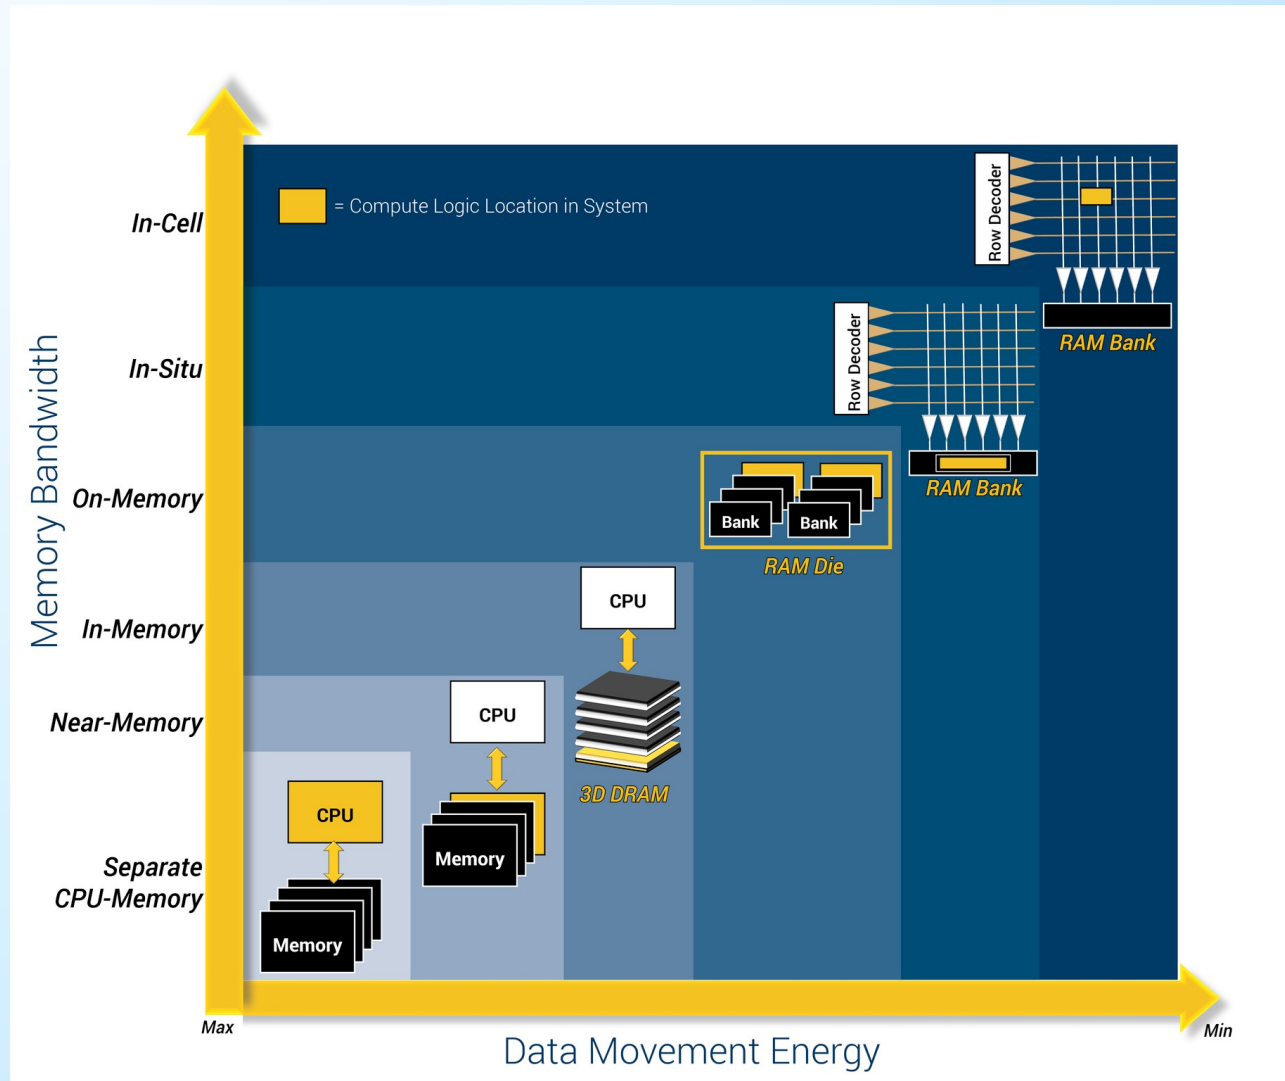 = Compute Logic Location in System
Memory Bandwidth
In-Cell
In-Situ
On-Memory
In-Memory
Near-Memory
Separate
CPU-Memory
Row Decoder
RAM Bank
Row Decoder
RAM Bank
Bank
Bank
RAM Die
CPU
3D DRAM
CPU
Memory
CPU
Memory
Max
Min
Data Movement Energy